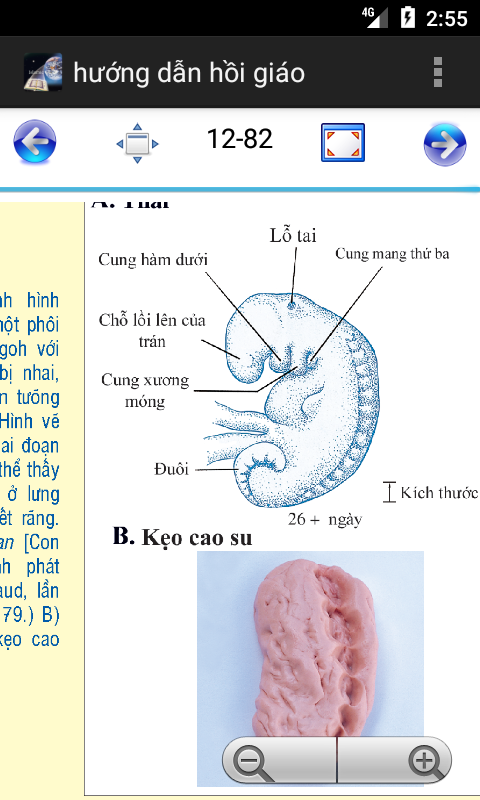 4G
2:55
hướng dẫn hồi giáo
12-82
A. Thai
Lỗ tai
Cung hàm dưới
Cung mang thứ ba
Chỗ lồi lên của
trán
Cung xương
móng
Đuôi
Kích thước
26 + ngày
B. Kẹo cao su
nh hình
một phôi
goh với
bị nhai,
n tưõng
Hình vẽ
ai đoạn
thể thấy
ở lưng
ết răng.
an [Con
nh phát
aud, lần
79.) B)
kẹo cao